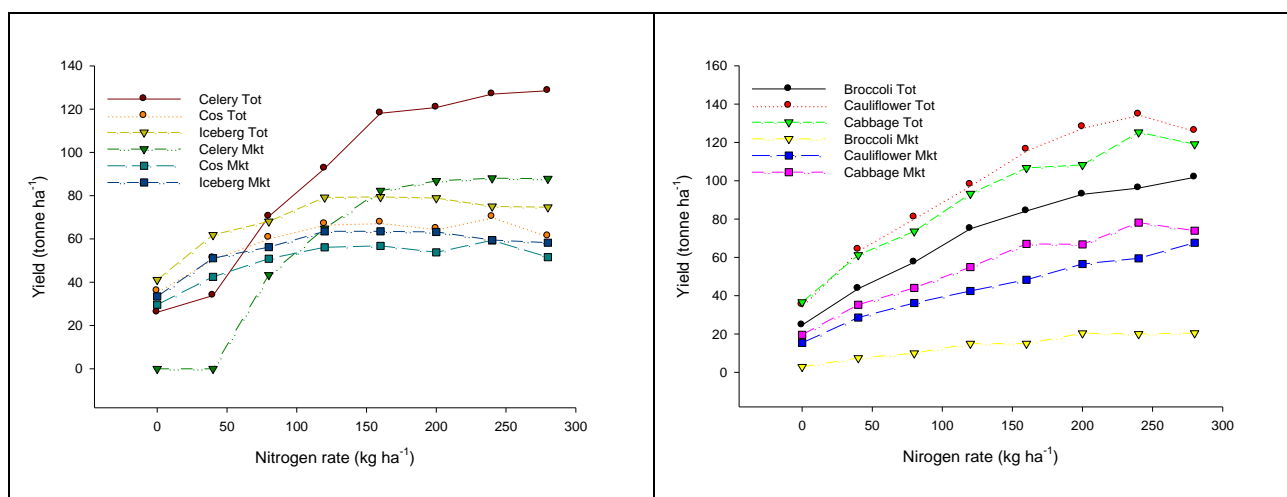 140
120
100
80
60
40
20
0
Yield (tonne ha⁻¹)
Celery Tot
Cos Tot
Iceberg Tot
Celery Mkt
Cos Mkt
Iceberg Mkt
0 50 100 150 200 250 300
Nitrogen rate (kg ha⁻¹)
160
140
120
100
80
60
40
20
0
Yield (tonne ha⁻¹)
Broccoli Tot
Cauliflower Tot
Cabbage Tot
Broccoli Mkt
Cauliflower Mkt
Cabbage Mkt
0 50 100 150 200 250 300
Nirogen rate (kg ha⁻¹)